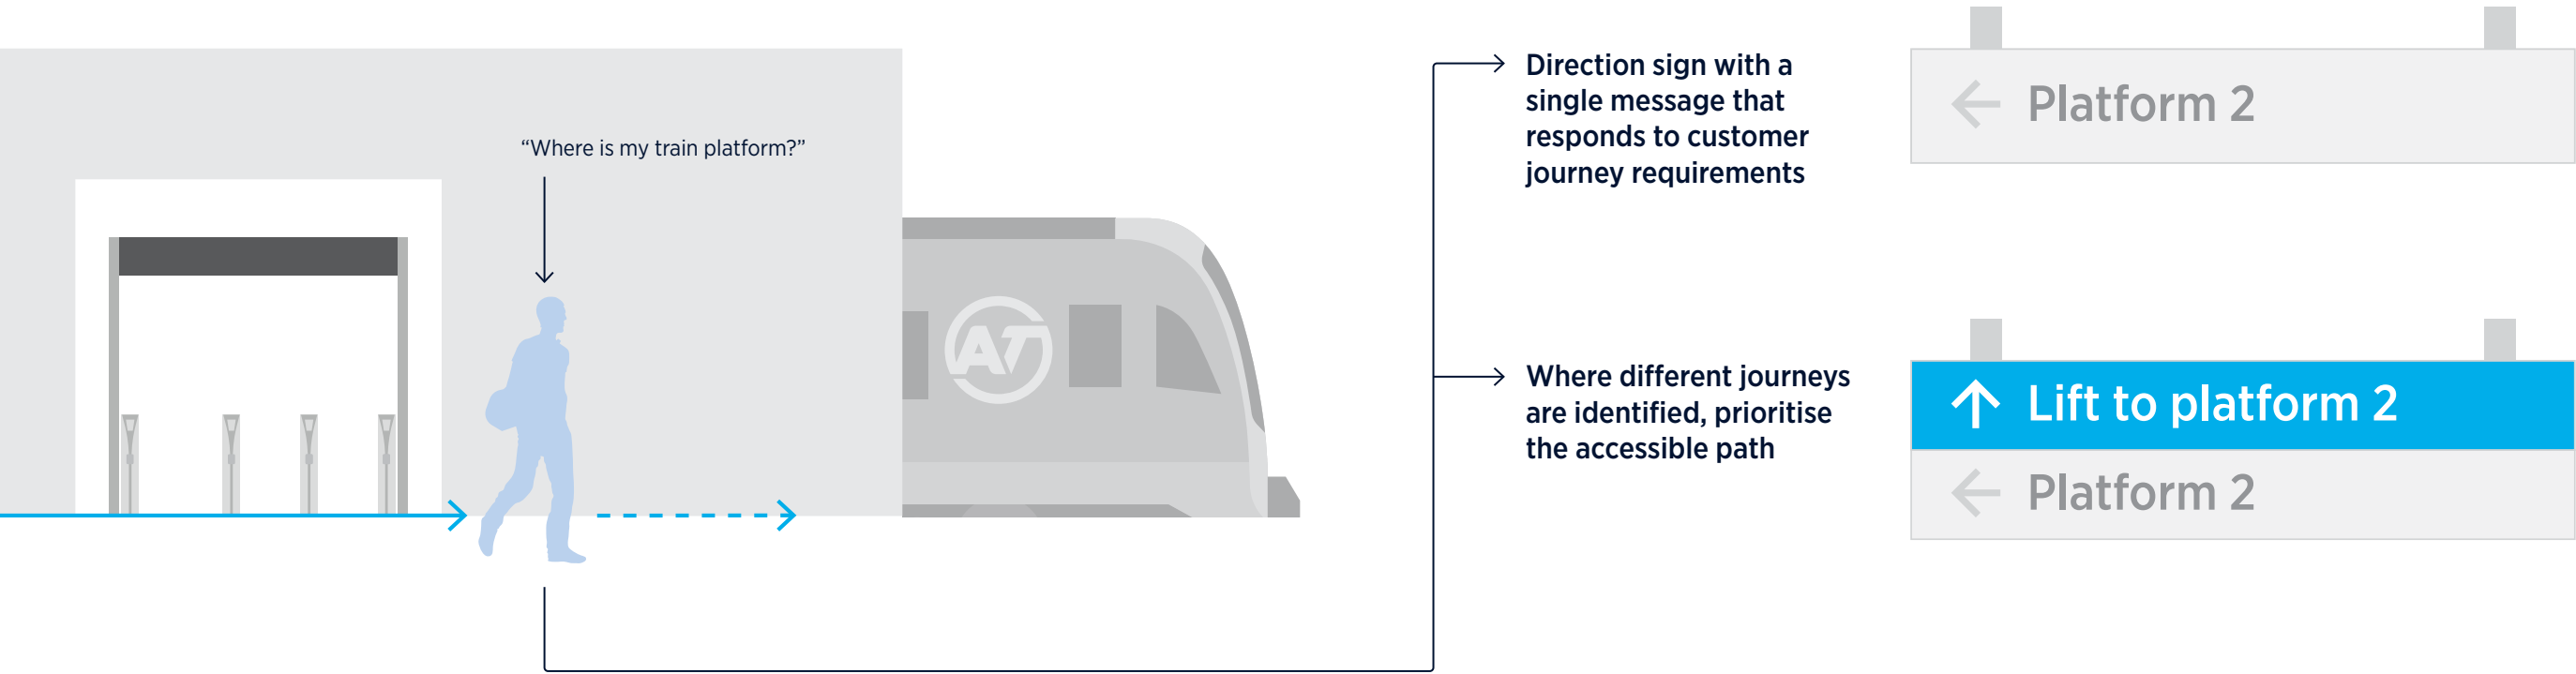 “Where is my train platform?”
AT
Direction sign with a
single message that
responds to customer
journey requirements
Platform 2
Where different journeys
are identified, prioritise
the accessible path
Lift to platform 2
Platform 2